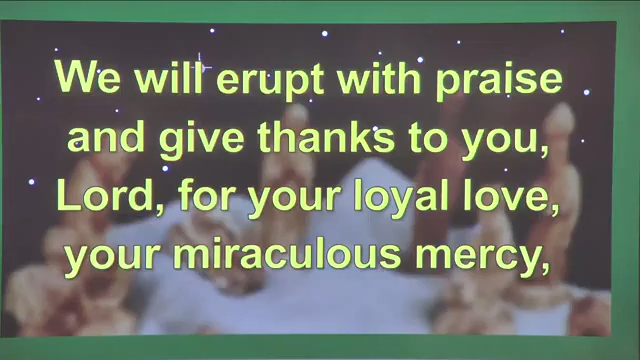 We will erupt with praise
and give thanks to you,
Lord, for your loyal love,
your miraculous mercy,